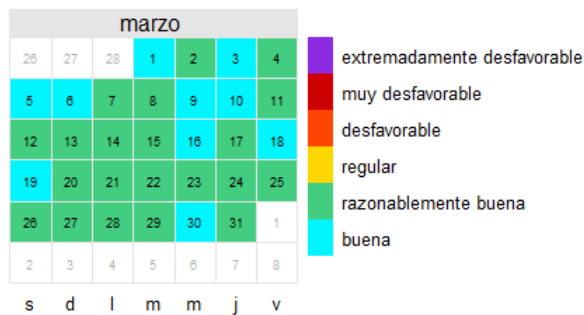 marzo
26 27 28 1 2 3 4
5 6 7 8 9 10 11
12 13 14 15 16 17 18
19 20 21 22 23 24 25
26 27 28 29 30 31 1
2 3 4 5 6 7 8
s d l m m j v
extremadamente desfavorable
muy desfavorable
desfavorable
regular
razonablemente buena
buena